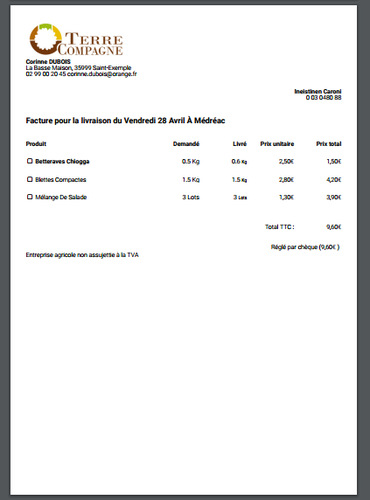 TERRE
COMPAGNE
Corinne DUBOIS
La Basse Maison, 35999 Saint-Exemple
02 99 00 20 45 corinne.dubois@orange.fr
Ineistinen Caroni
0 03 0480 88
Facture pour la livraison du Vendredi 28 Avril À Médréac
Produit Demandé Livré Prix unitaire Prix total
Betteraves Chiogga 0.5 Kg 0.6 Kg 2,50€ 1,50€
Blettes Compactes 1.5 Kg 1.5 Kg 2,80€ 4,20€
Mélange De Salade 3 Lots 3 Lots 1,30€ 3,90€
Total TTC : 9,60€
Réglé par chèque (9,60€ )
Entreprise agricole non assujettie à la TVA